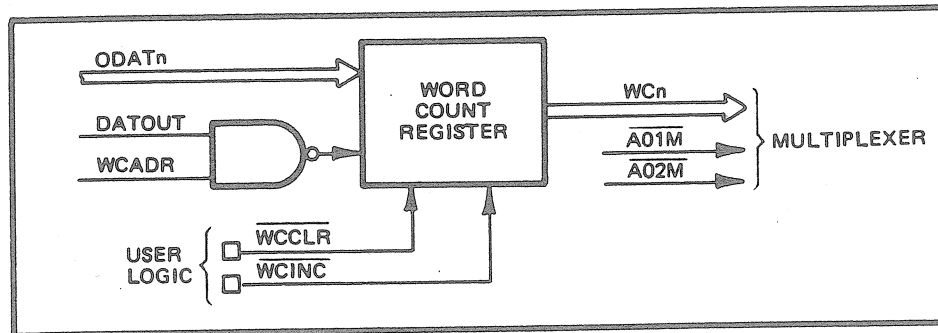 ODATn
DATOUT
WCADR
WORD
COUNT
REGISTER
WCn
A01M
A02M
MULTIPLEXER
USER
LOGIC
WCCLR
WCINC